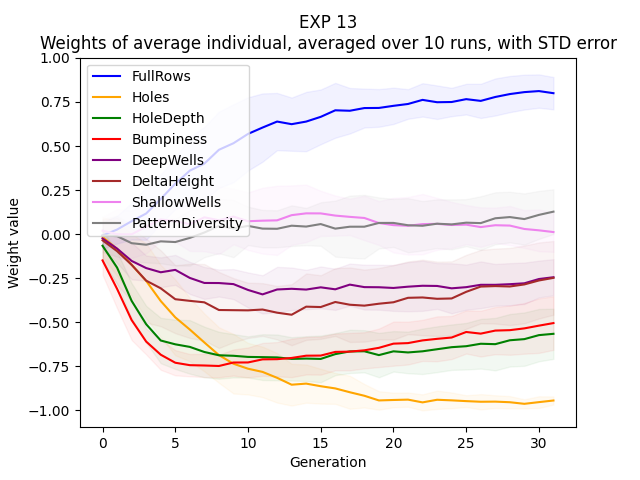 EXP 13
Weights of average individual, averaged over 10 runs, with STD error
1.00
0.75
0.50
0.25
0.00
−0.25
−0.50
−0.75
−1.00
Weight value
FullRows
Holes
HoleDepth
Bumpiness
DeepWells
DeltaHeight
ShallowWells
PatternDiversity
0 5 10 15 20 25 30
Generation